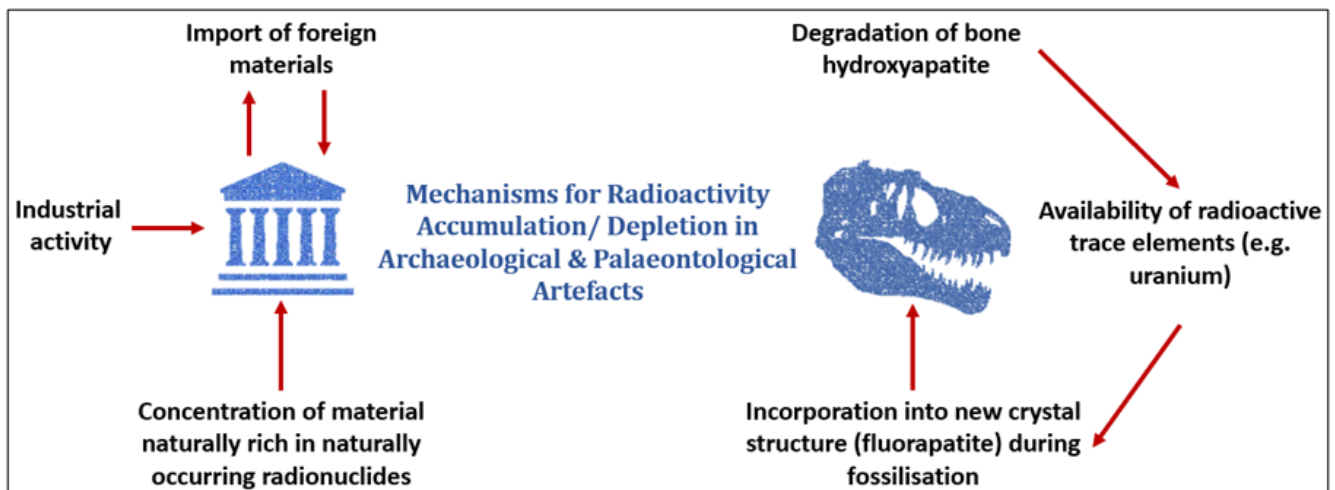 Import of foreign
materials
Industrial
activity
Concentration of material
naturally rich in naturally
occurring radionuclides
Mechanisms for Radioactivity
Accumulation/ Depletion in
Archaeological & Palaeontological
Artefacts
Degradation of bone
hydroxyapatite
Availability of radioactive
trace elements (e.g.
uranium)
Incorporation into new crystal
structure (fluorapatite) during
fossilisation